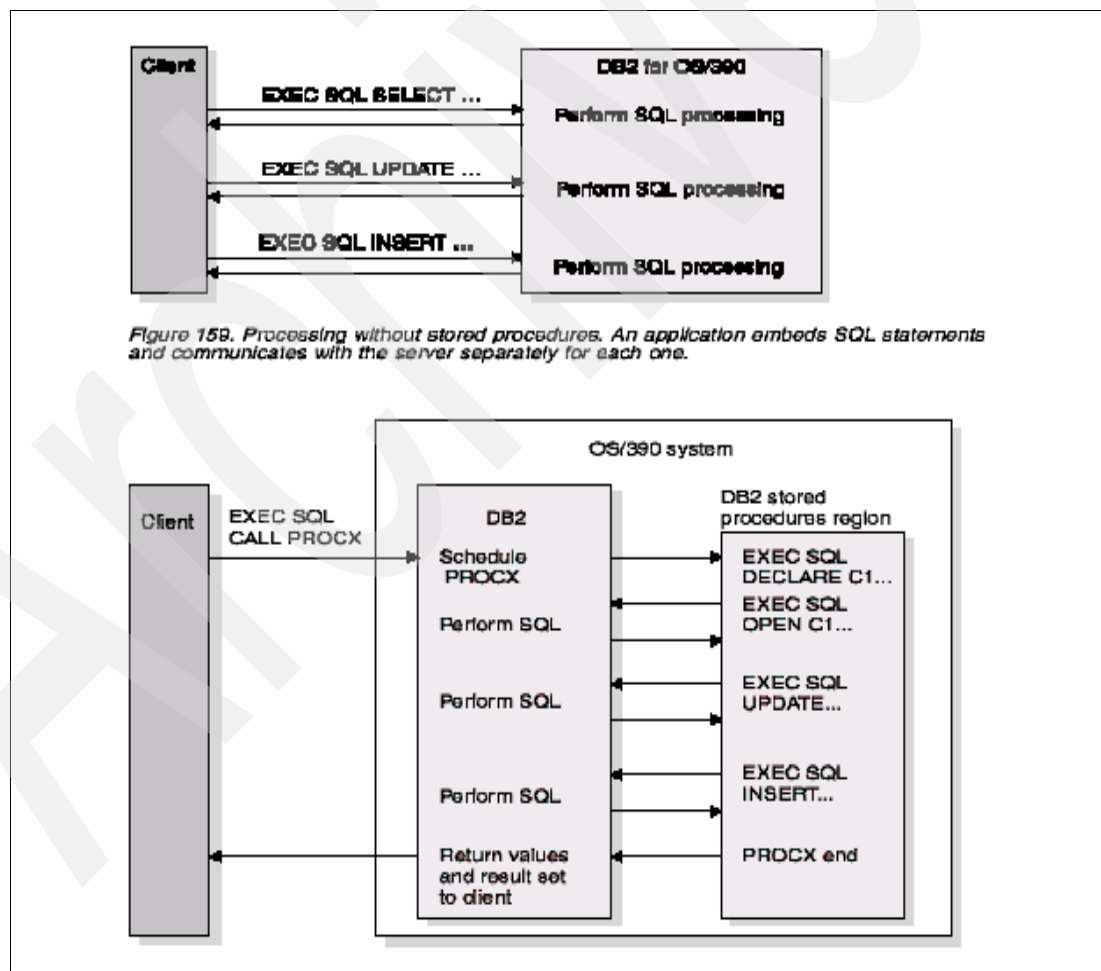 Client
DB2 for OS/390
EXEC SQL SELECT ...
Perform SQL processing
EXEC SQL UPDATE ...
Perform SQL processing
EXEC SQL INSERT ...
Perform SQL processing
Figure 159. Processing without stored procedures. An application embeds SQL statements
and communicates with the server separately for each one.
OS/390 system
Client
EXEC SQL
CALL PROCX
DB2
DB2 stored
procedures region
Schedule
PROCX
EXEC SQL
DECLARE C1...
Perform SQL
EXEC SQL
OPEN C1...
Perform SQL
EXEC SQL
UPDATE...
Perform SQL
EXEC SQL
INSERT...
Return values
and result set
to client
PROCX end